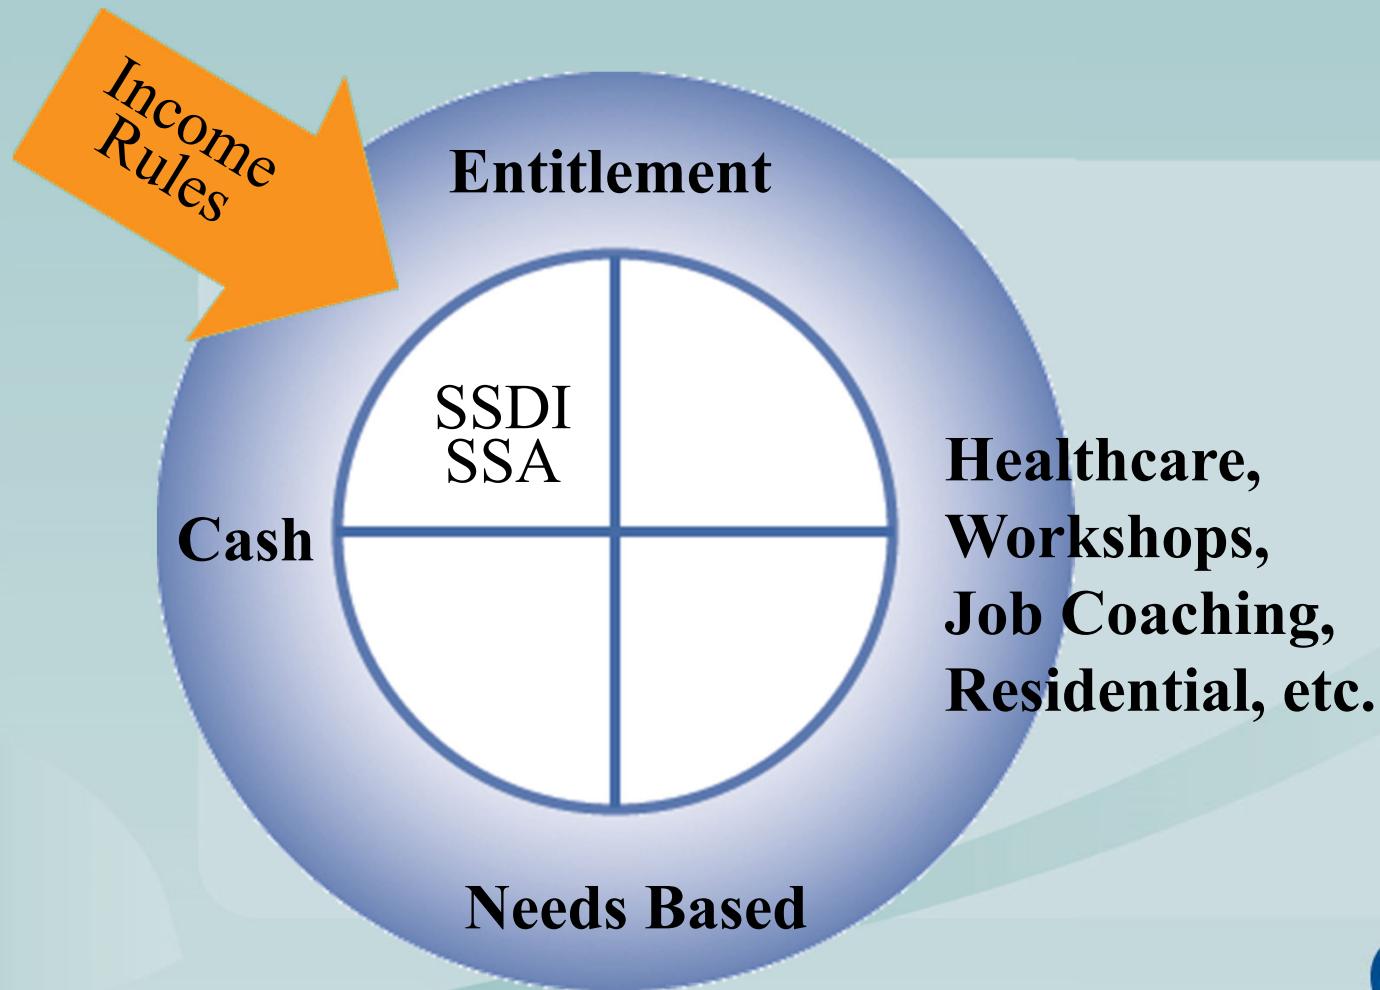 Income
Rules
Entitlement
SSDI
SSA
Cash
Healthcare,
Workshops,
Job Coaching,
Residential, etc.
Needs Based